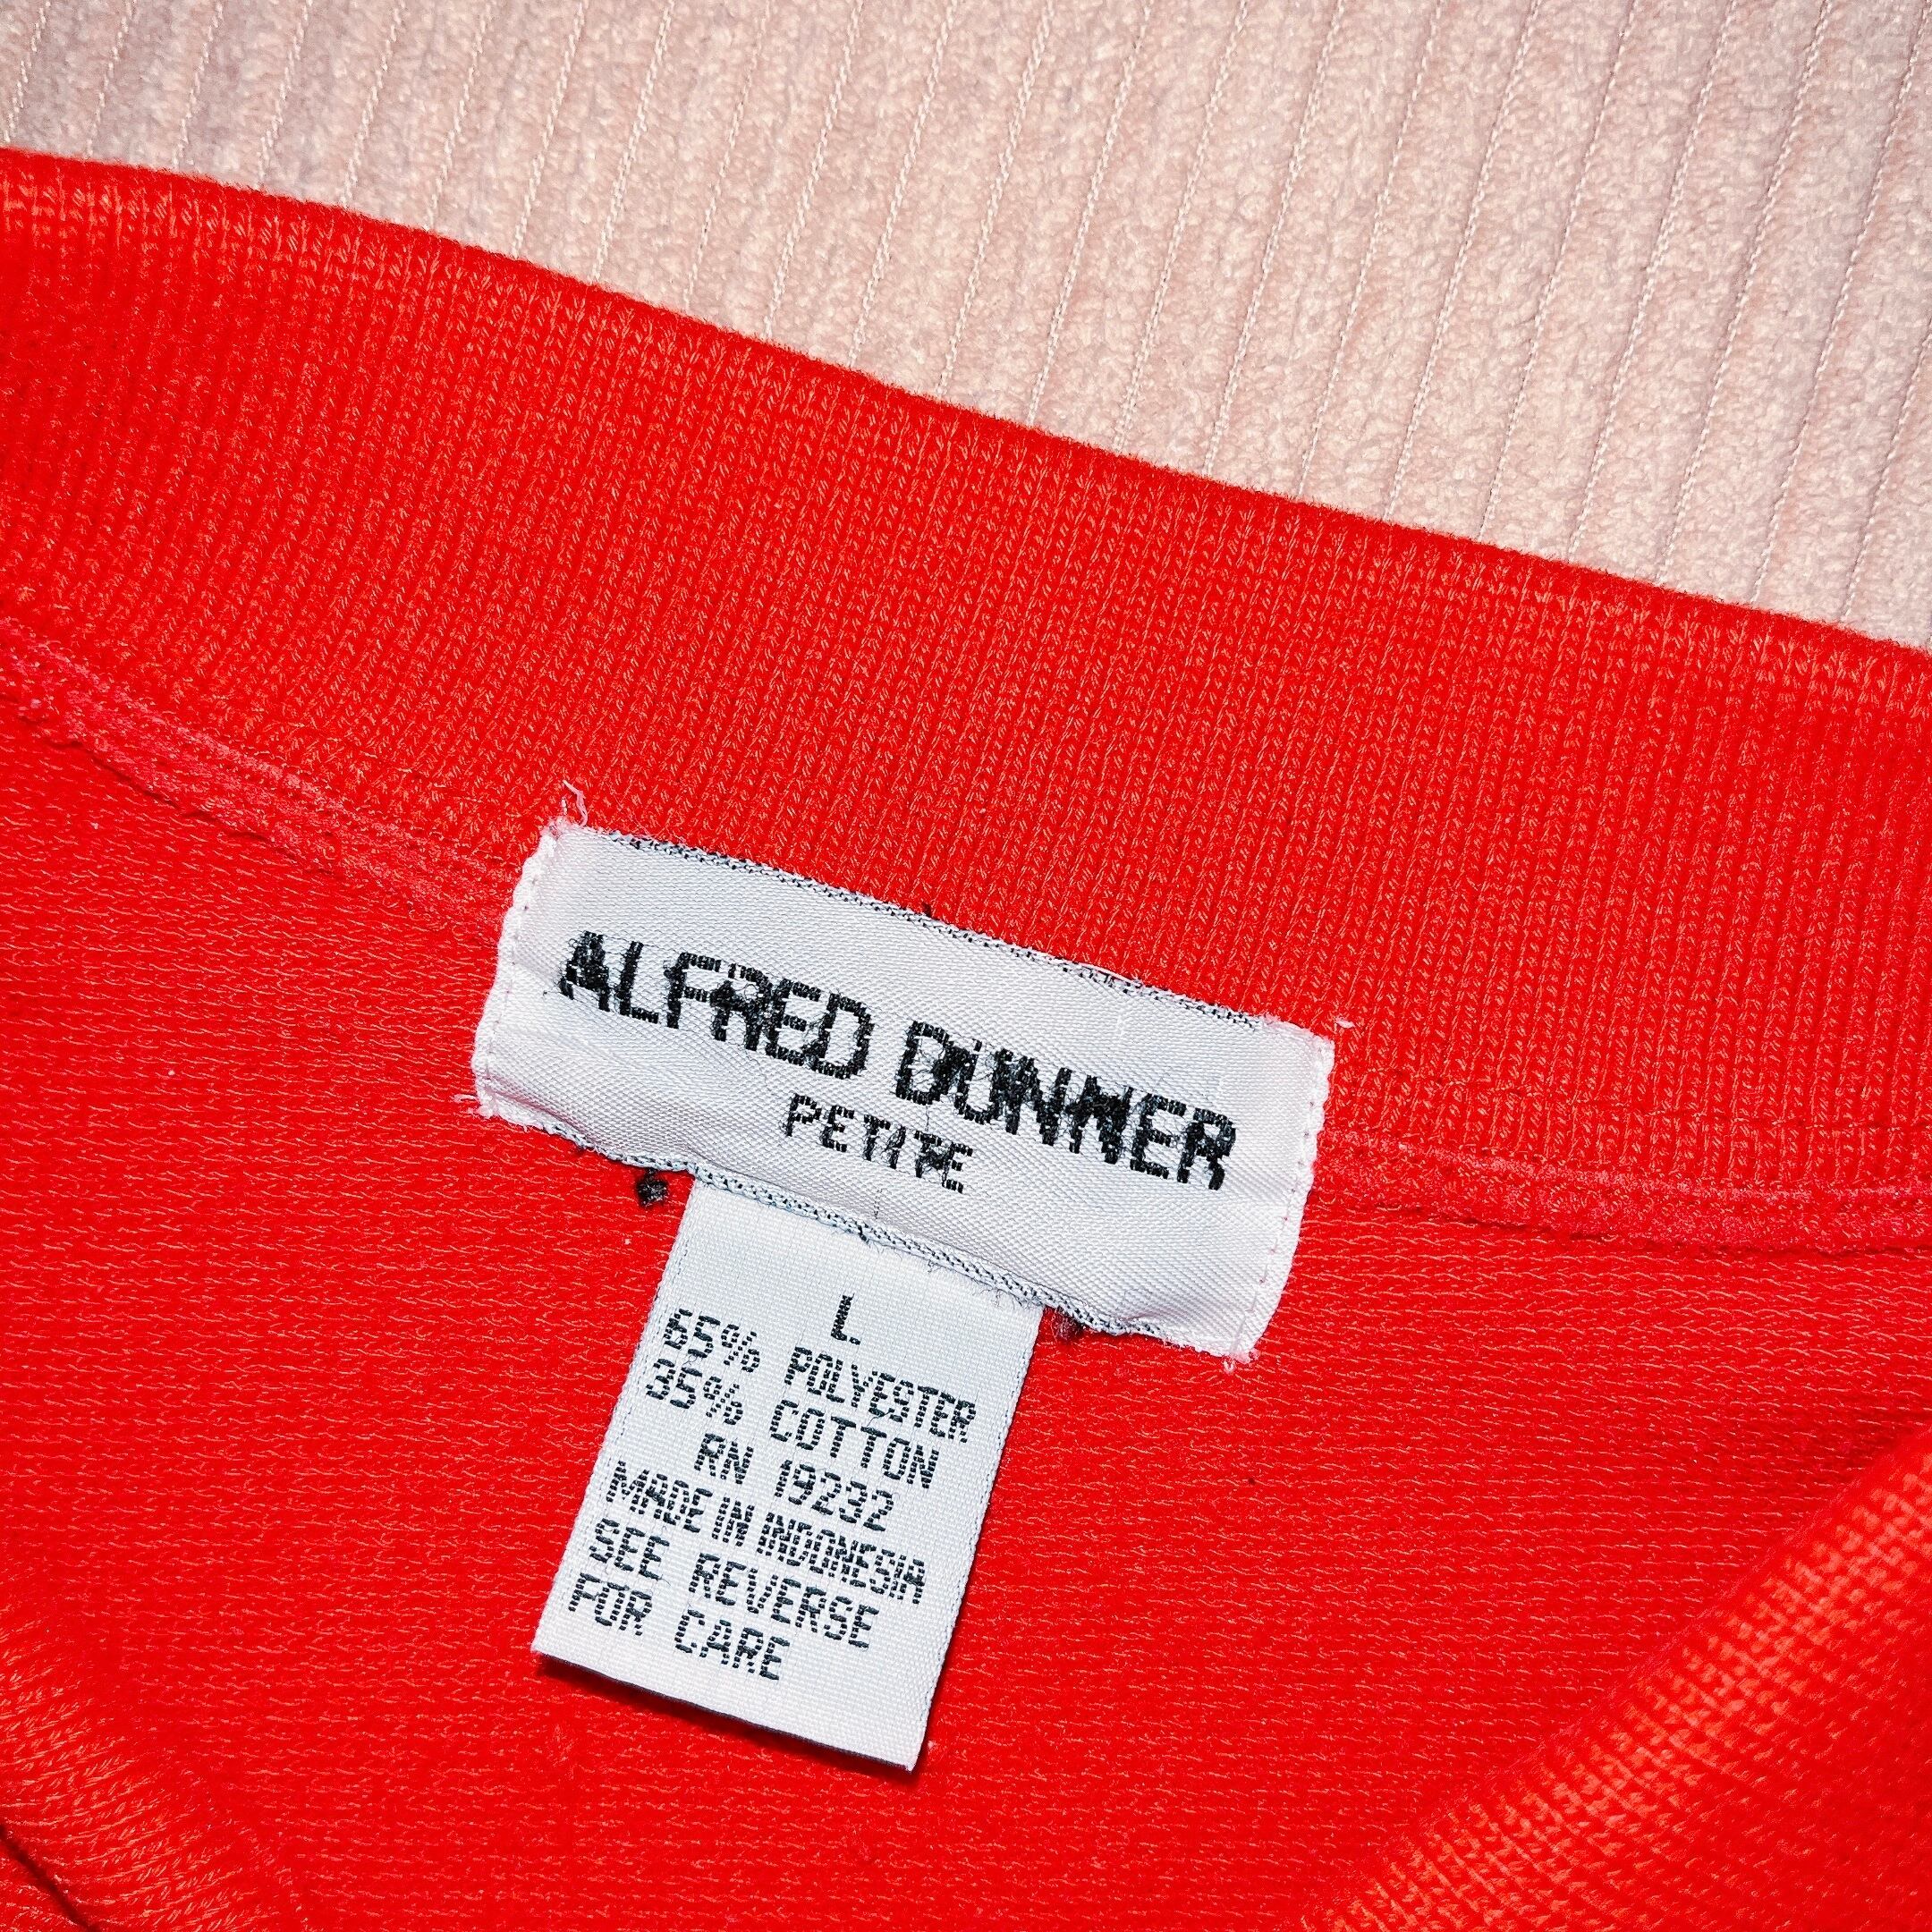 ALFRED DUNNER
PETITE
L
65% POLYESTER
35% COTTON
RN 19232
MADE IN INDONESIA
SEE REVERSE
FOR CARE